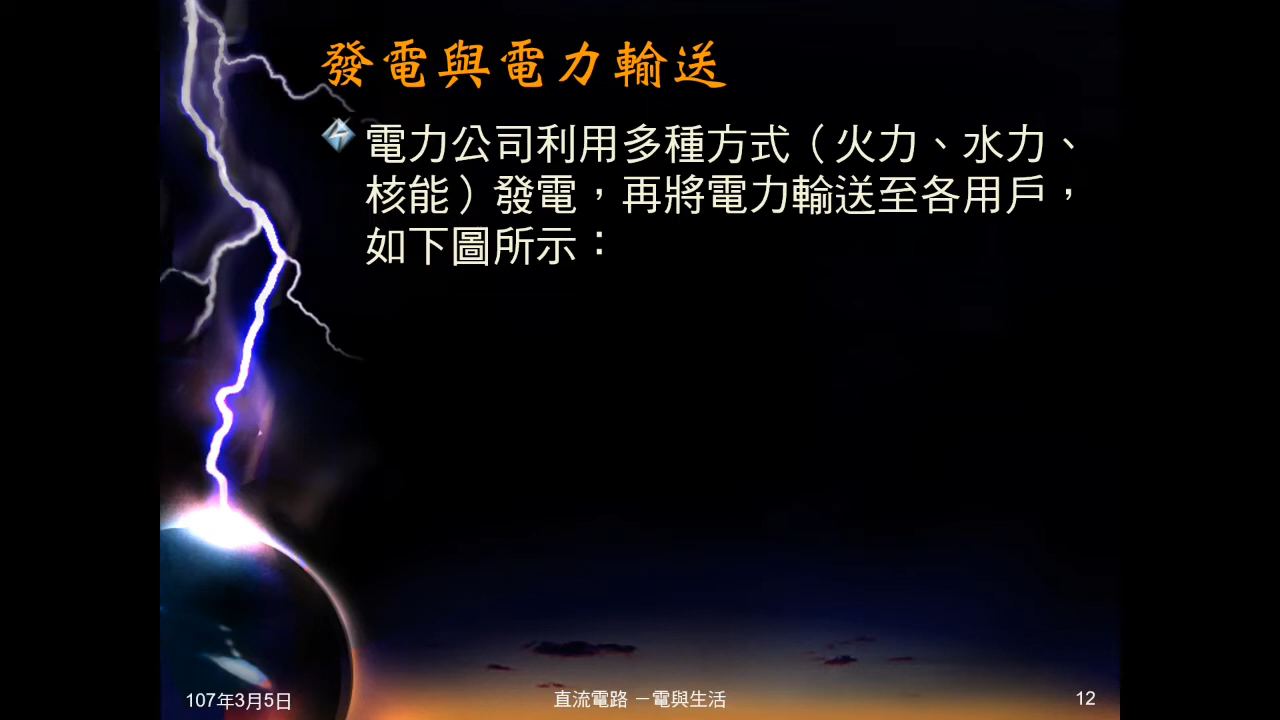 發電與電力輸送
電力公司利用多種方式（火力、水力、
核能）發電，再將電力輸送至各用戶，
如下圖所示：
107年3月5日
直流電路 －電與生活
12